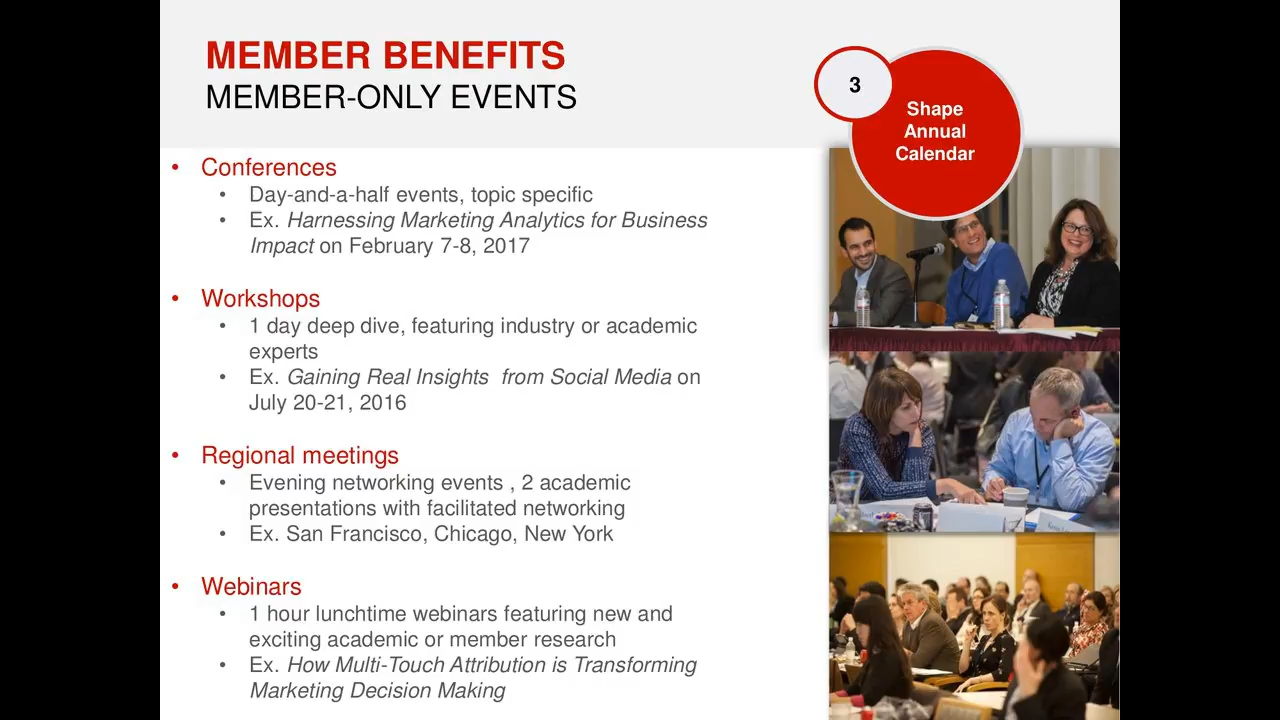 MEMBER BENEFITS
MEMBER-ONLY EVENTS
3
Shape
Annual
Calendar
• Conferences
• Day-and-a-half events, topic specific
• Ex. Harnessing Marketing Analytics for Business
Impact on February 7-8, 2017
• Workshops
• 1 day deep dive, featuring industry or academic
experts
• Ex. Gaining Real Insights  from Social Media on
July 20-21, 2016
• Regional meetings
• Evening networking events , 2 academic
presentations with facilitated networking
• Ex. San Francisco, Chicago, New York
• Webinars
• 1 hour lunchtime webinars featuring new and
exciting academic or member research
• Ex. How Multi-Touch Attribution is Transforming
Marketing Decision Making